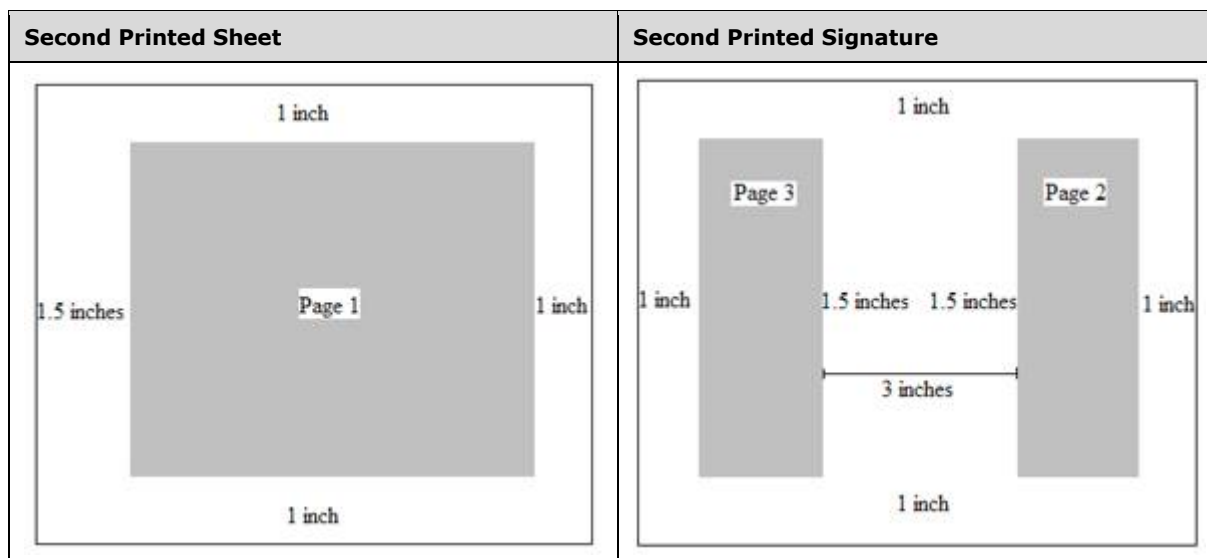 Second Printed Sheet
Second Printed Signature
1 inch
1.5 inches
Page 1
1 inch
1 inch
1 inch
Page 3
Page 2
1 inch
1.5 inches
1.5 inches
1 inch
3 inches
1 inch